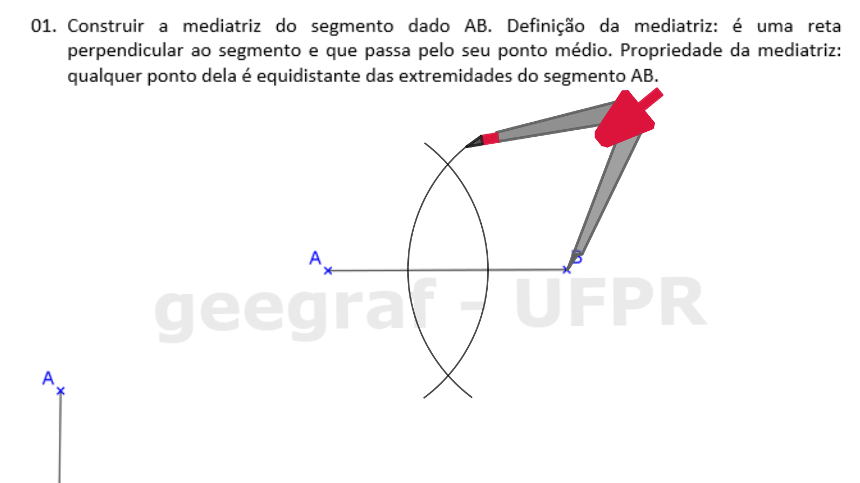 01. Construir a mediatriz do segmento dado AB. Definição da mediatriz: é uma reta
perpendicular ao segmento e que passa pelo seu ponto médio. Propriedade da mediatriz:
qualquer ponto dela é equidistante das extremidades do segmento AB.
A
B
geegraf - UFPR
A